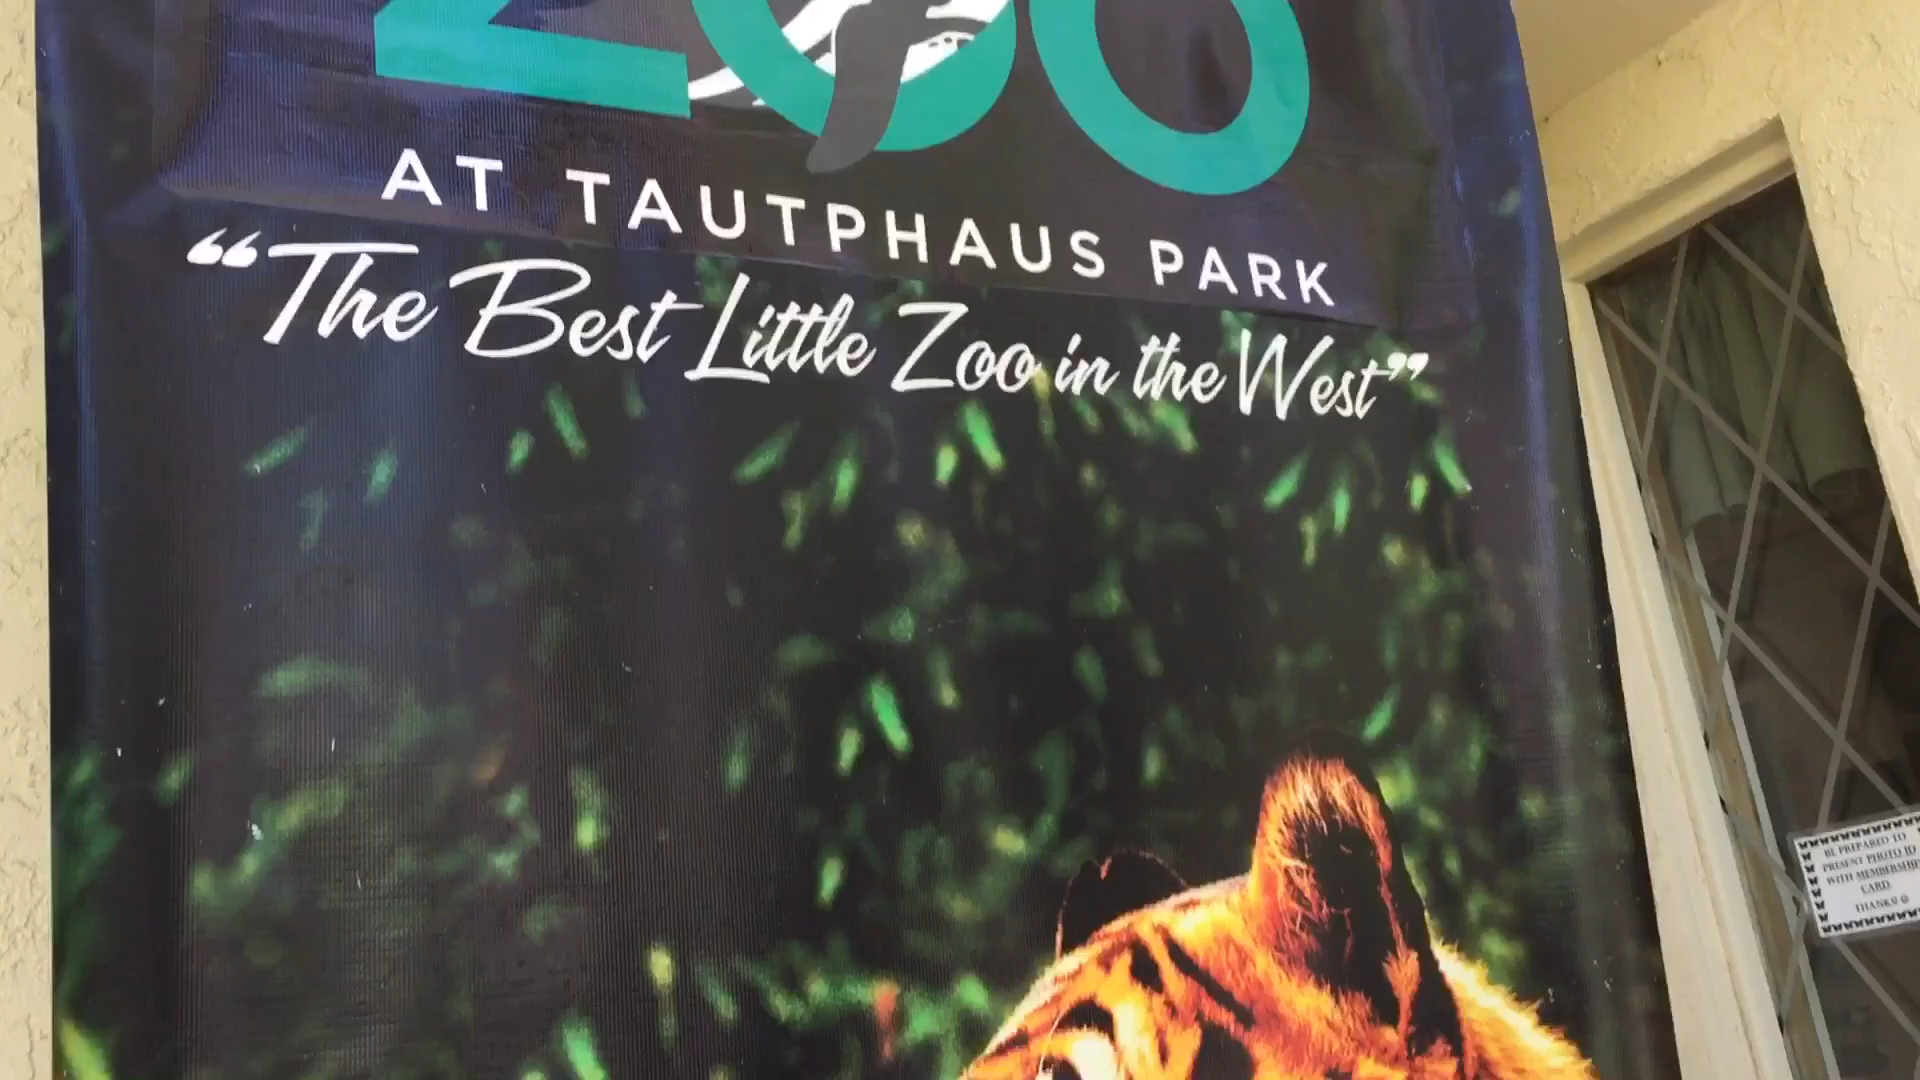 ZOO
AT TAUTPHAUS PARK
“The Best Little Zoo in the West”
BE PREPARED TO
PRESENT PHOTO ID
WITH MEMBERSHIP
CARD.
THANKS! ☺